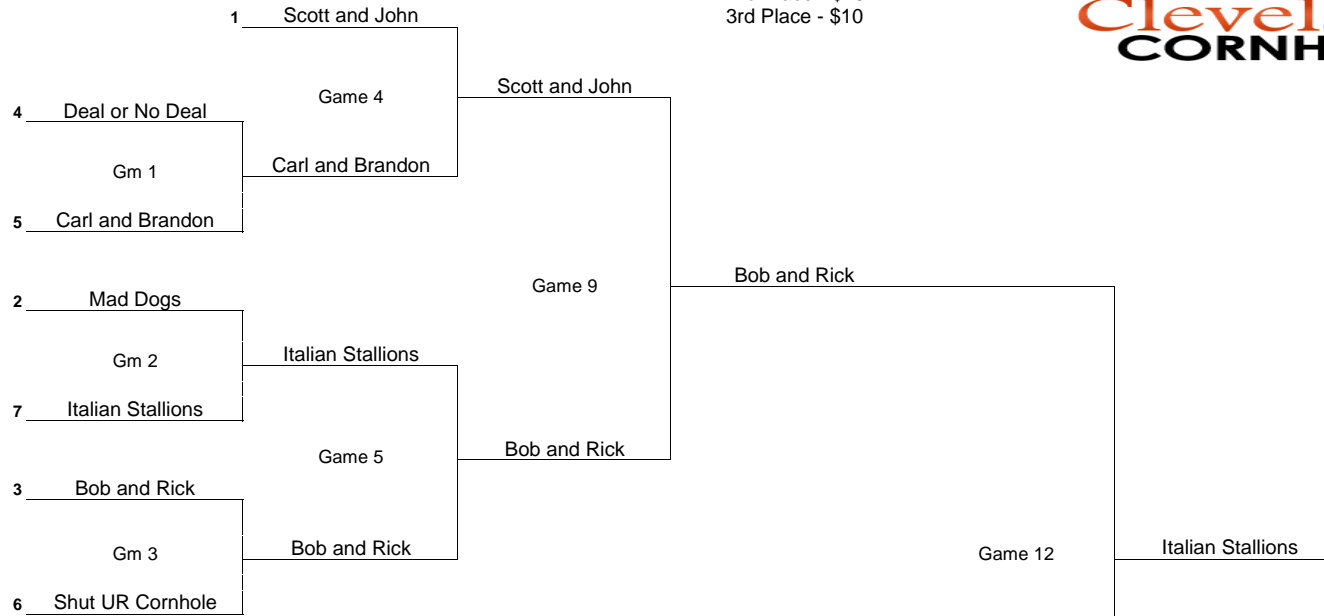 3rd Place - $10
Clevel
CORNH
1 Scott and John
Game 4
Scott and John
4 Deal or No Deal
Gm 1
Carl and Brandon
5 Carl and Brandon
Game 9
Bob and Rick
2 Mad Dogs
Gm 2
Italian Stallions
7 Italian Stallions
Game 5
Bob and Rick
3 Bob and Rick
Gm 3
Bob and Rick
Game 12
Italian Stallions
6 Shut UR Cornhole